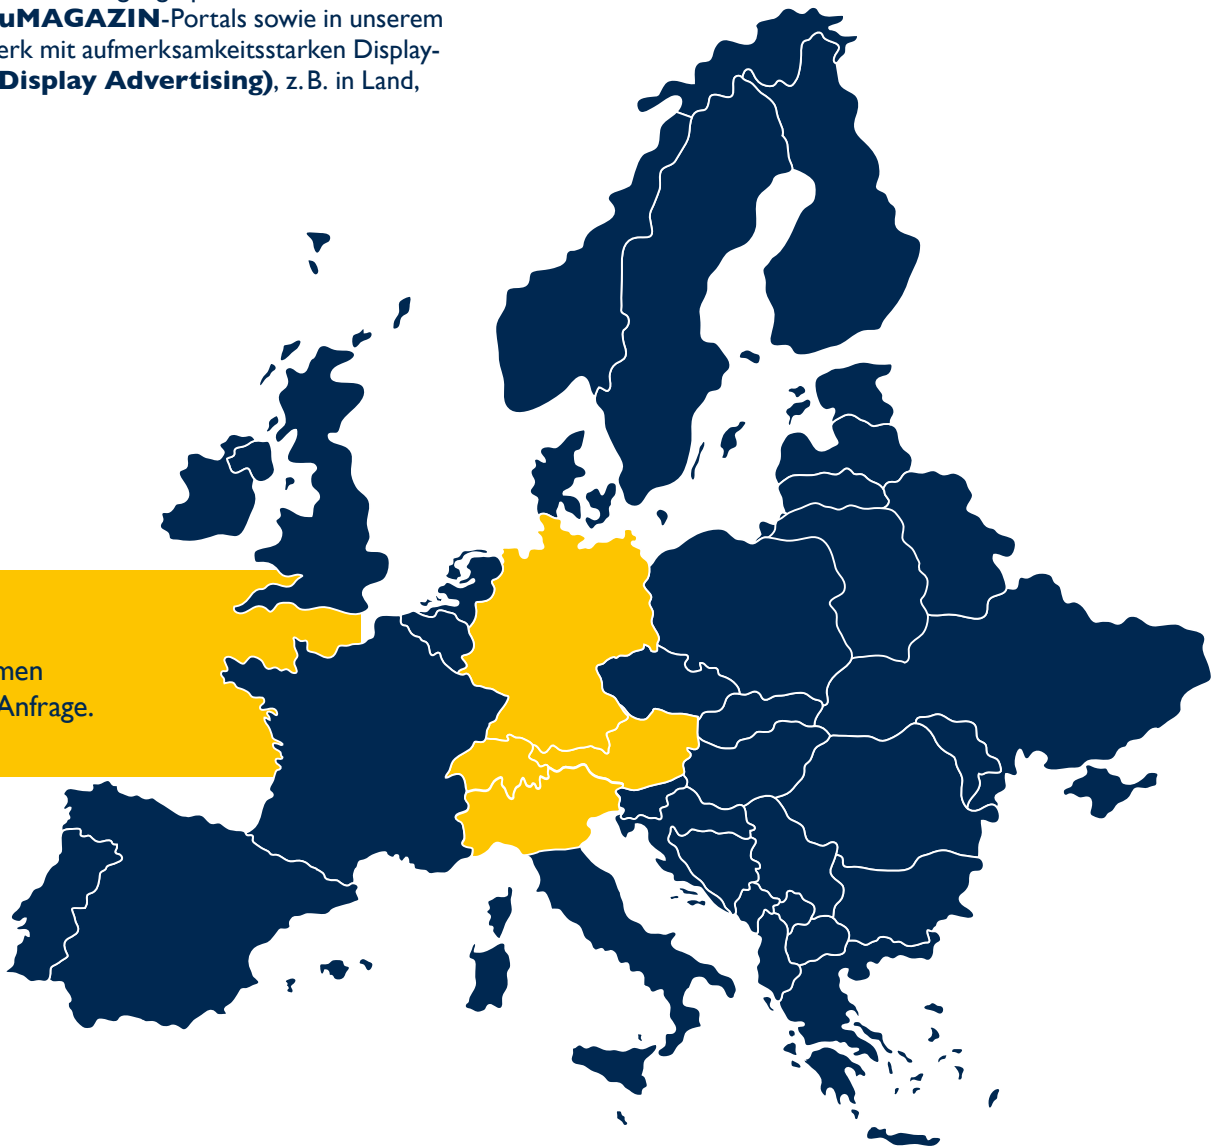 uMAGAZIN-Portals sowie in unserem
erk mit aufmerksamkeitsstarken Display-
Display Advertising), z. B. in Land,
men
Anfrage.